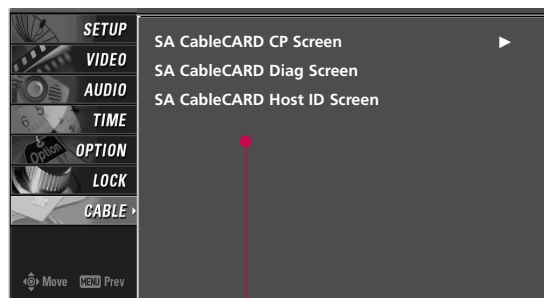 SETUP
VIDEO
AUDIO
TIME
Option
OPTION
LOCK
CABLE
SA CableCARD CP Screen
SA CableCARD Diag Screen
SA CableCARD Host ID Screen
Move MENU Prev